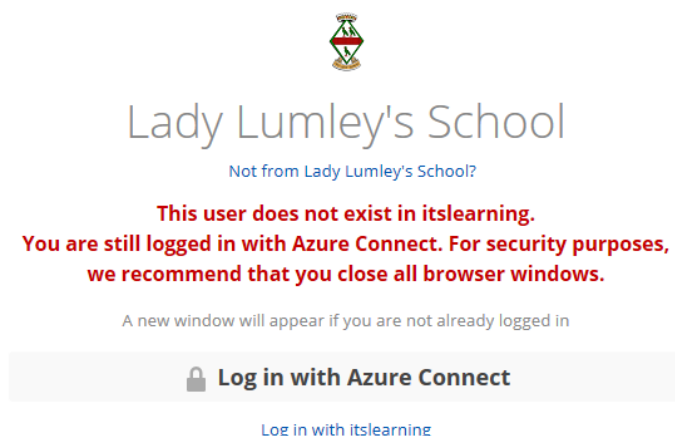 Lady Lumley's School
Not from Lady Lumley's School?
This user does not exist in itslearning.
You are still logged in with Azure Connect. For security purposes,
we recommend that you close all browser windows.
A new window will appear if you are not already logged in
Log in with Azure Connect
Log in with itslearning